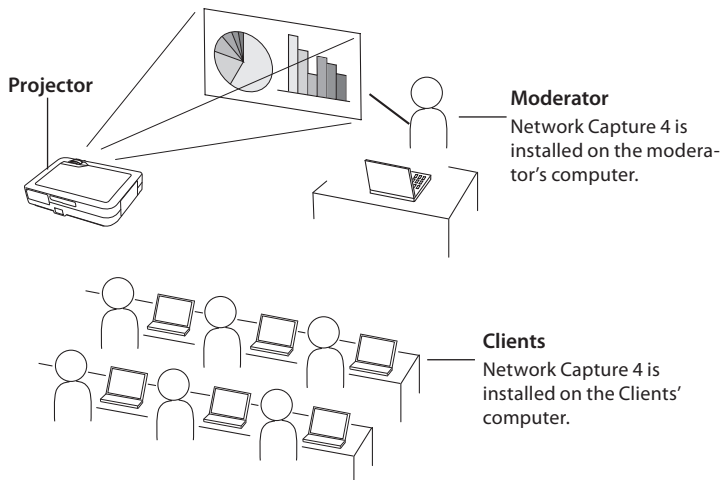 Projector
Moderator
Network Capture 4 is
installed on the modera-
tor's computer.
Clients
Network Capture 4 is
installed on the Clients'
computer.